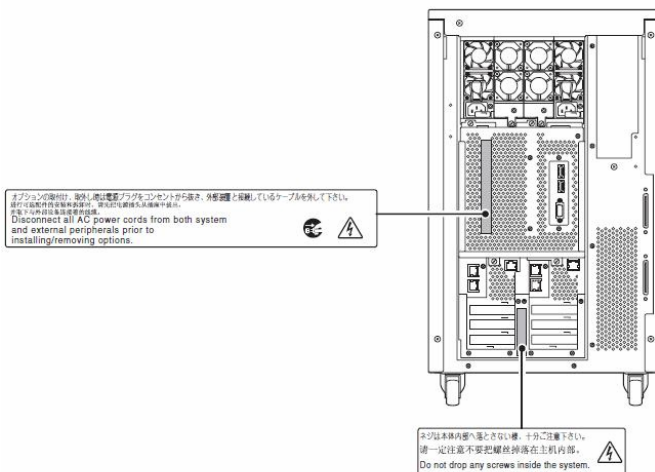 オプションの取付け、取外し時は電源プラグをコンセントから抜き、外部装置と接続しているケーブルを外して下さい。
Disconnect all AC power cords from both system
and external peripherals prior to
installing/removing options.
ネジは本体内部へ落とさない様、十分ご注意下さい。
请一定注意不要把螺丝掉落在主机内部。
Do not drop any screws inside the system.